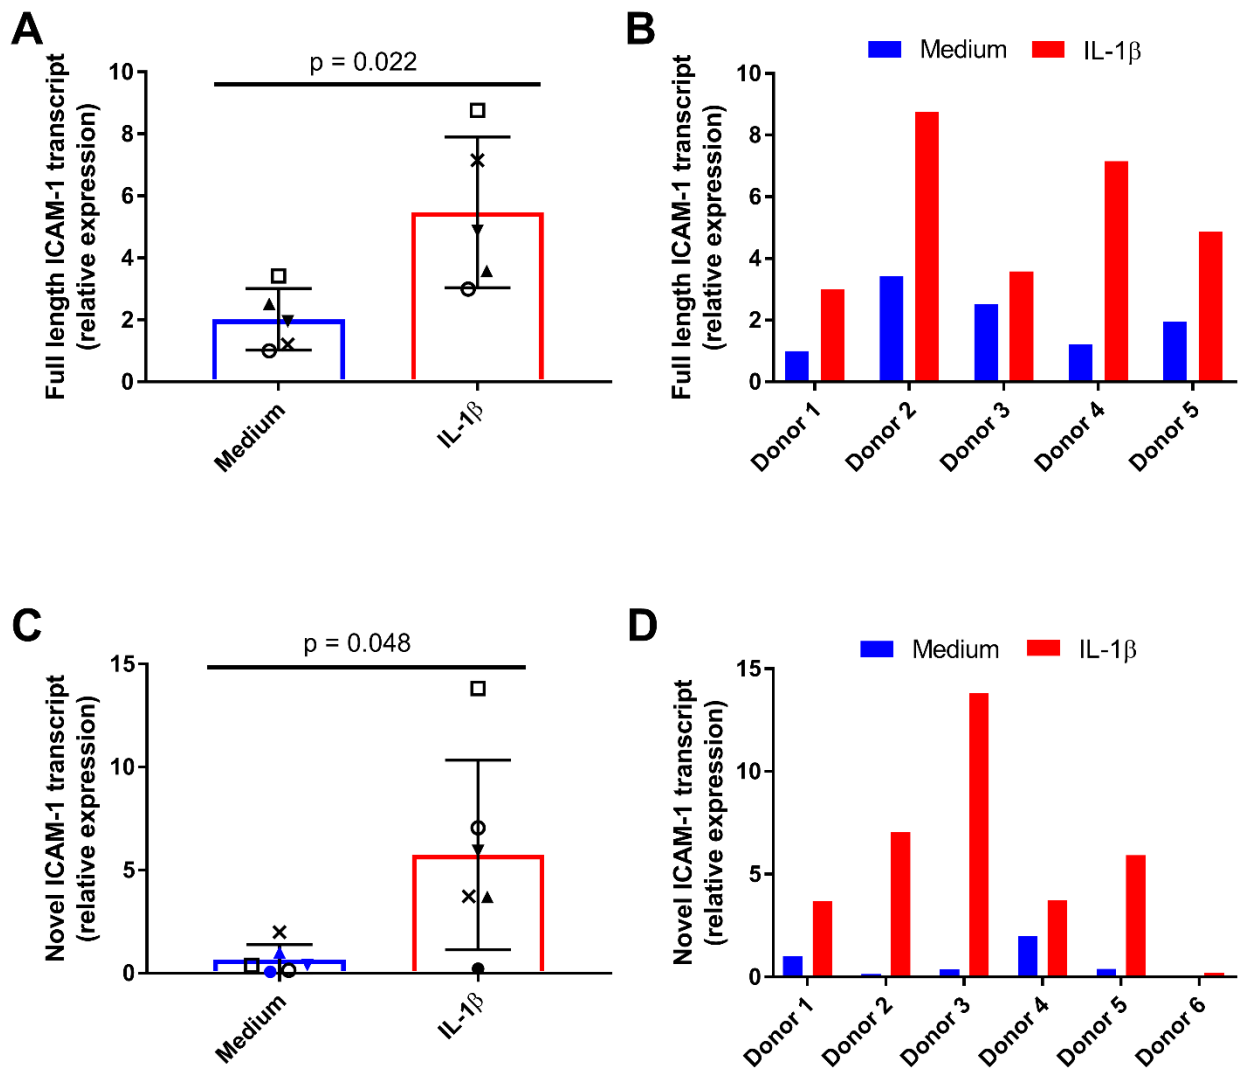 A
p = 0.022
Full length ICAM-1 transcript
(relative expression)
10
8
6
4
2
0
Medium
IL-1β
B
Medium
IL-1β
Full length ICAM-1 transcript
(relative expression)
10
8
6
4
2
0
Donor 1
Donor 2
Donor 3
Donor 4
Donor 5
C
p = 0.048
Novel ICAM-1 transcript
(relative expression)
15
10
5
0
Medium
IL-1β
D
Medium
IL-1β
Novel ICAM-1 transcript
(relative expression)
15
10
5
0
Donor 1
Donor 2
Donor 3
Donor 4
Donor 5
Donor 6